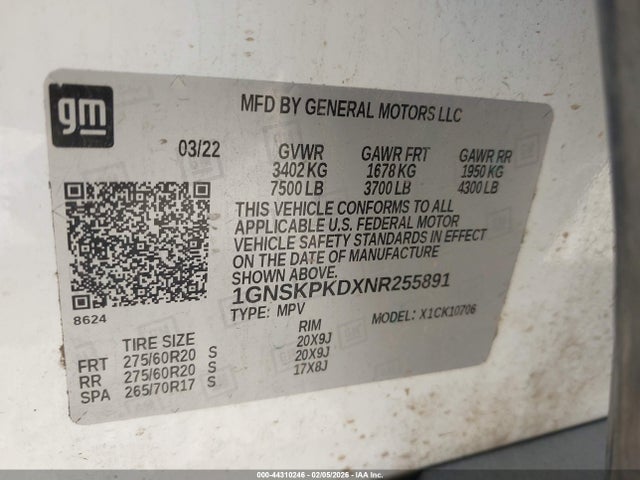 gm
MFD BY GENERAL MOTORS LLC
03/22 GVWR GAWR FRT GAWR RR
3402 KG 1678 KG 1950 KG
7500 LB 3700 LB 4300 LB
THIS VEHICLE CONFORMS TO ALL
APPLICABLE U.S. FEDERAL MOTOR
VEHICLE SAFETY STANDARDS IN EFFECT
ON THE DATE OF MANUFACTURE
SHOWN ABOVE.
1GNSKPKDXNR255891
8624
TYPE: MPV MODEL: X1CK10706
TIRE SIZE RIM
FRT 275/60R20 S 20X9J
RR 275/60R20 S 20X9J
SPA 265/70R17 S 17X8J
000-44310246 - 02/05/2026 - IAAI.COM